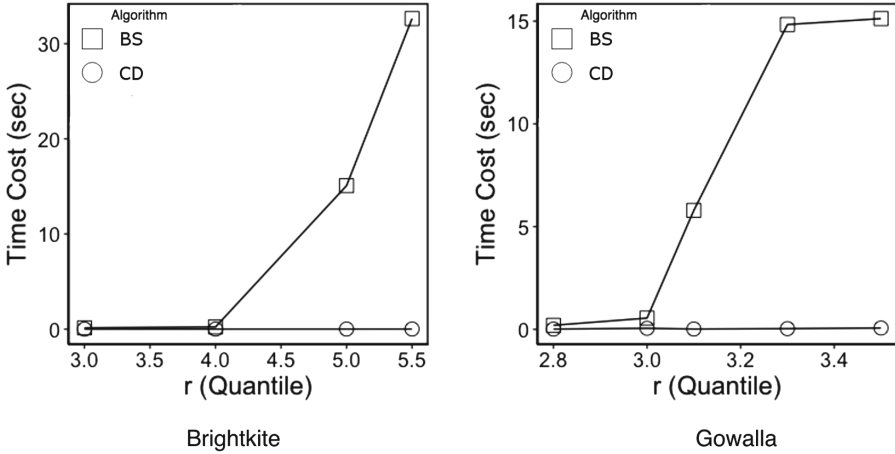 Algorithm
BS
CD
Time Cost (sec)
30
20
10
0
3.0 3.5 4.0 4.5 5.0 5.5
r (Quantile)
Brightkite
Algorithm
BS
CD
Time Cost (sec)
15
10
5
0
2.8 3.0 3.2 3.4
r (Quantile)
Gowalla